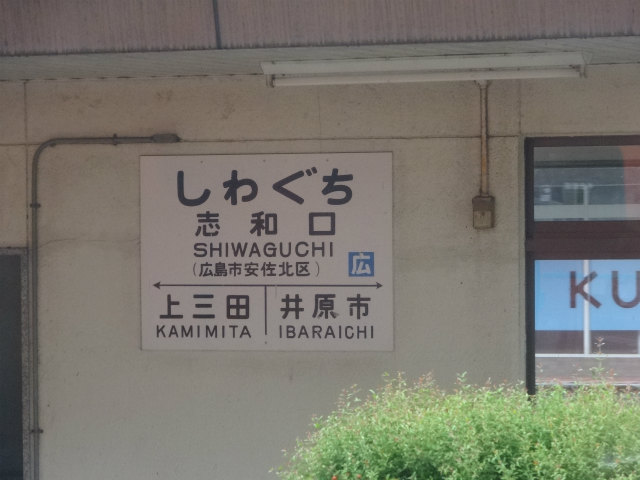 しわぐち
志和口
SHIWAGUCHI
(広島市安佐北区)
広
上三田 井原市
KAMIMITA IBARAICHI
KU